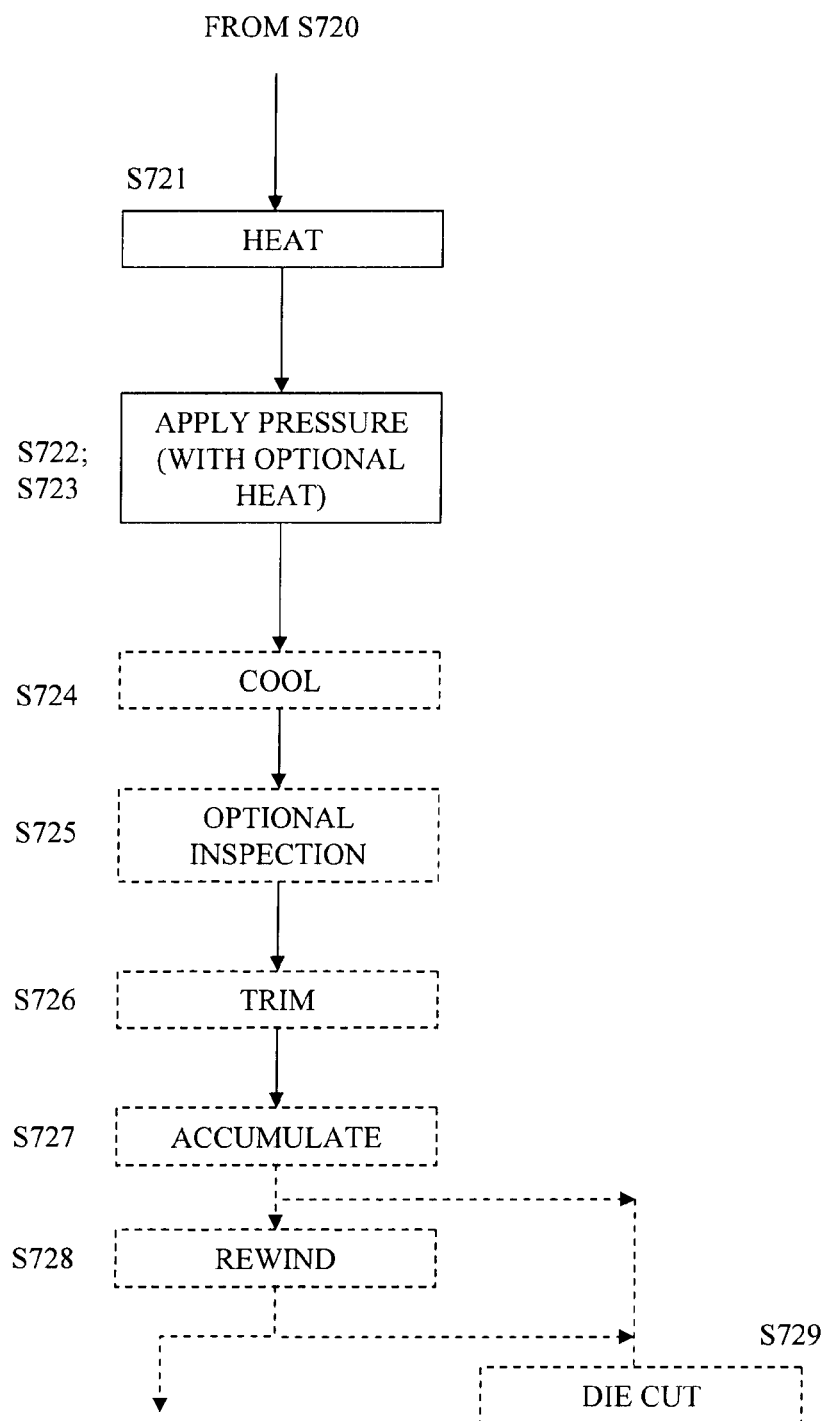 FROM S720
S721
HEAT
S722;
S723
APPLY PRESSURE
(WITH OPTIONAL
HEAT)
S724
COOL
S725
OPTIONAL
INSPECTION
S726
TRIM
S727
ACCUMULATE
S728
REWIND
S729
DIE CUT